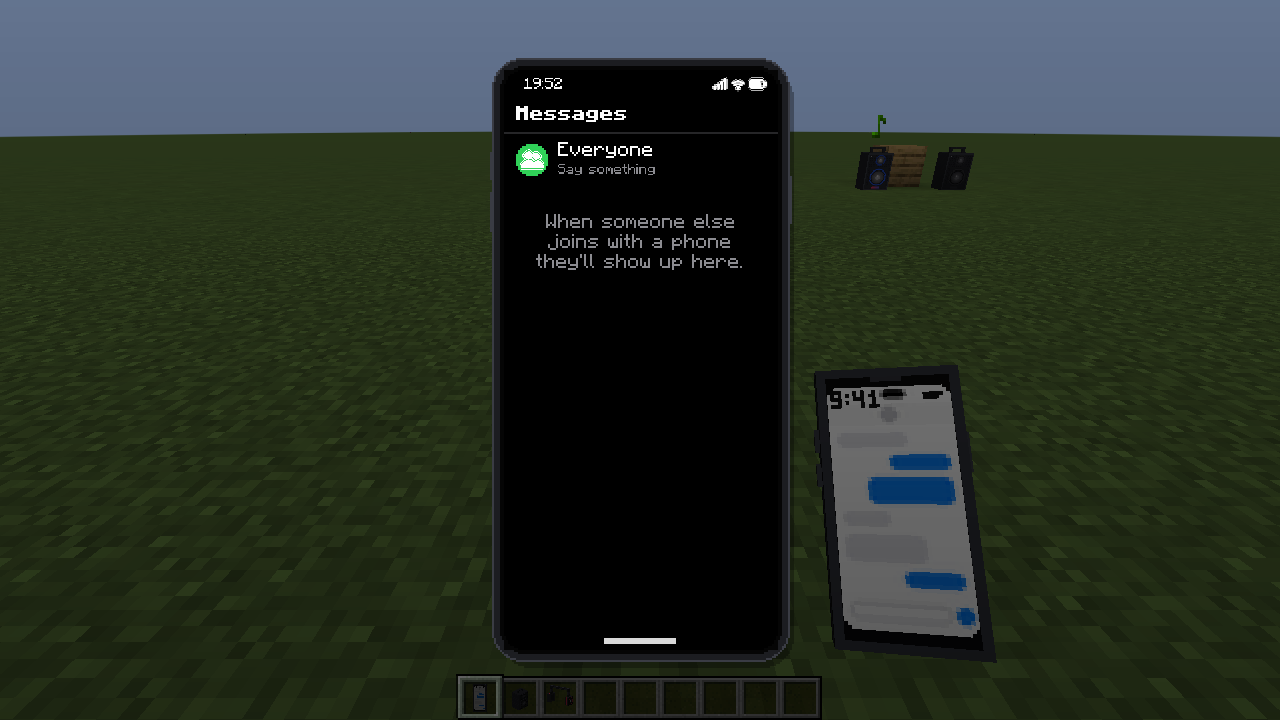 19:52
Messages
Everyone
Say something
When someone else
joins with a phone
they'll show up here.
9:41